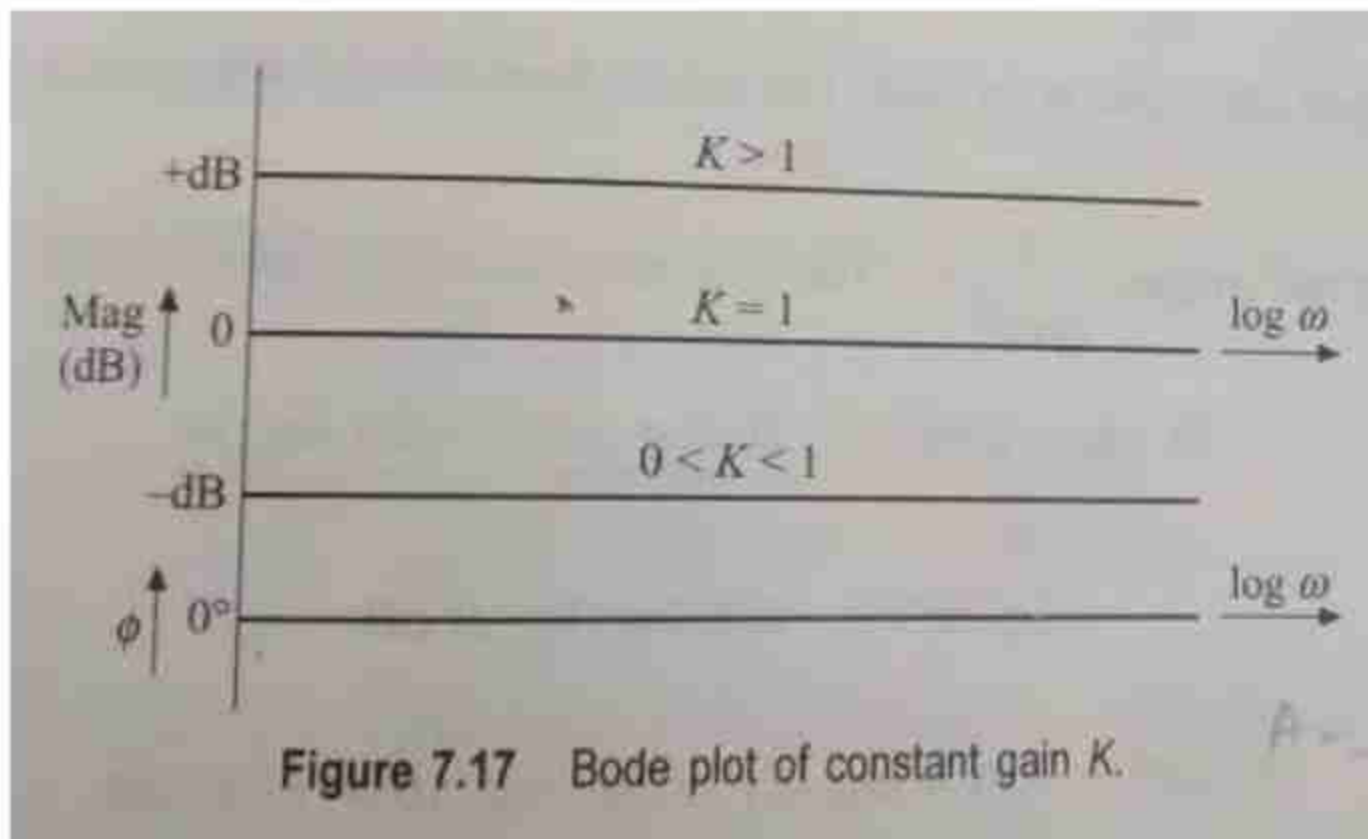 K > 1
+dB
Mag
(dB)
0
K = 1
log ω
0 < K < 1
–dB
φ
0°
log ω
Figure 7.17 Bode plot of constant gain K.